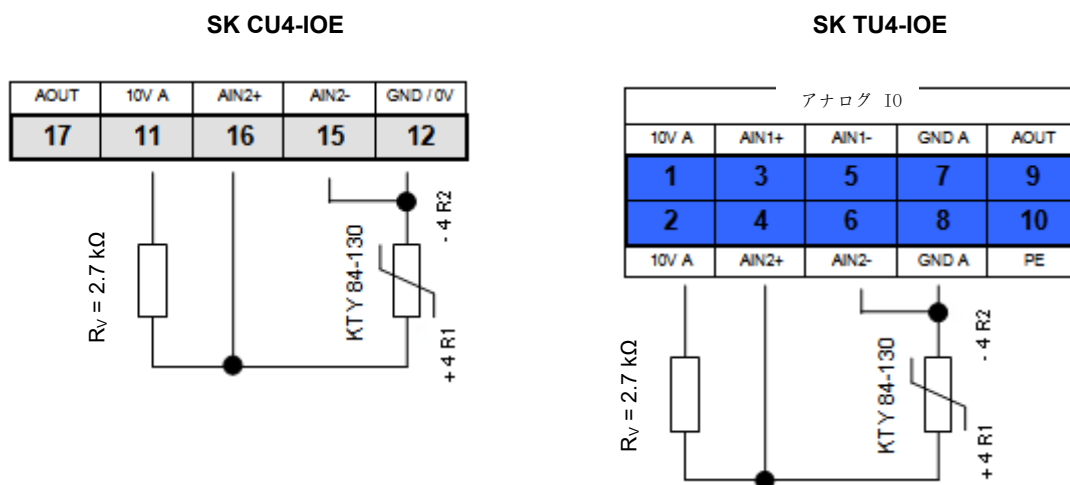 SK CU4-IOE
AOUT 10V A AIN2+ AIN2- GND / 0V
17 11 16 15 12
RV = 2.7 kΩ
KTY 84-130
- 4 R2
+ 4 R1
SK TU4-IOE
アナログ IO
10V A AIN1+ AIN1- GND A AOUT
1 3 5 7 9
2 4 6 8 10
10V A AIN2+ AIN2- GND A PE
RV = 2.7 kΩ
KTY 84-130
- 4 R2
+ 4 R1